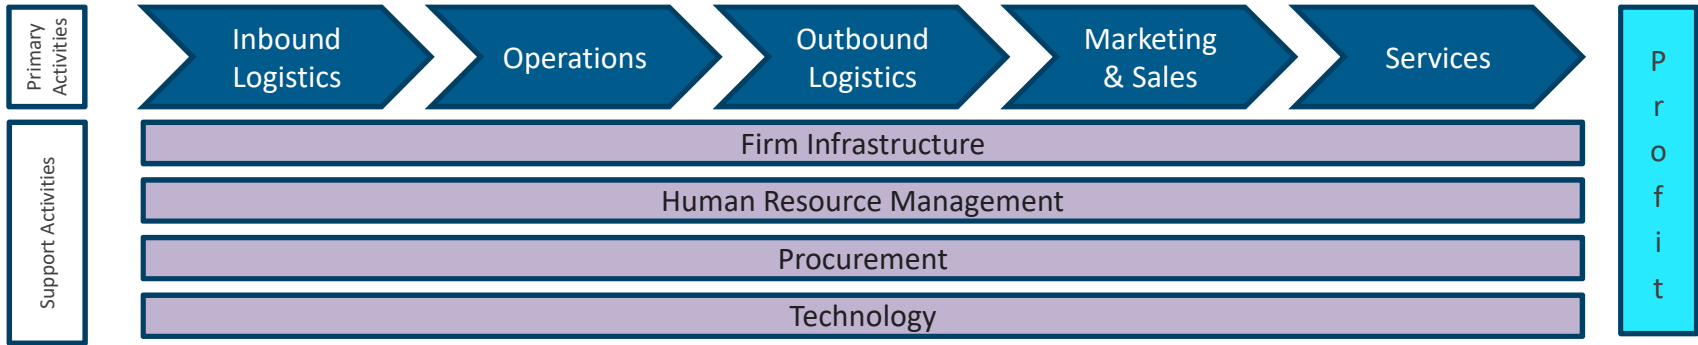 Primary
Activities
Inbound
Logistics
Operations
Outbound
Logistics
Marketing
& Sales
Services
Support Activities
Firm Infrastructure
Human Resource Management
Procurement
Technology
P
r
o
f
i
t